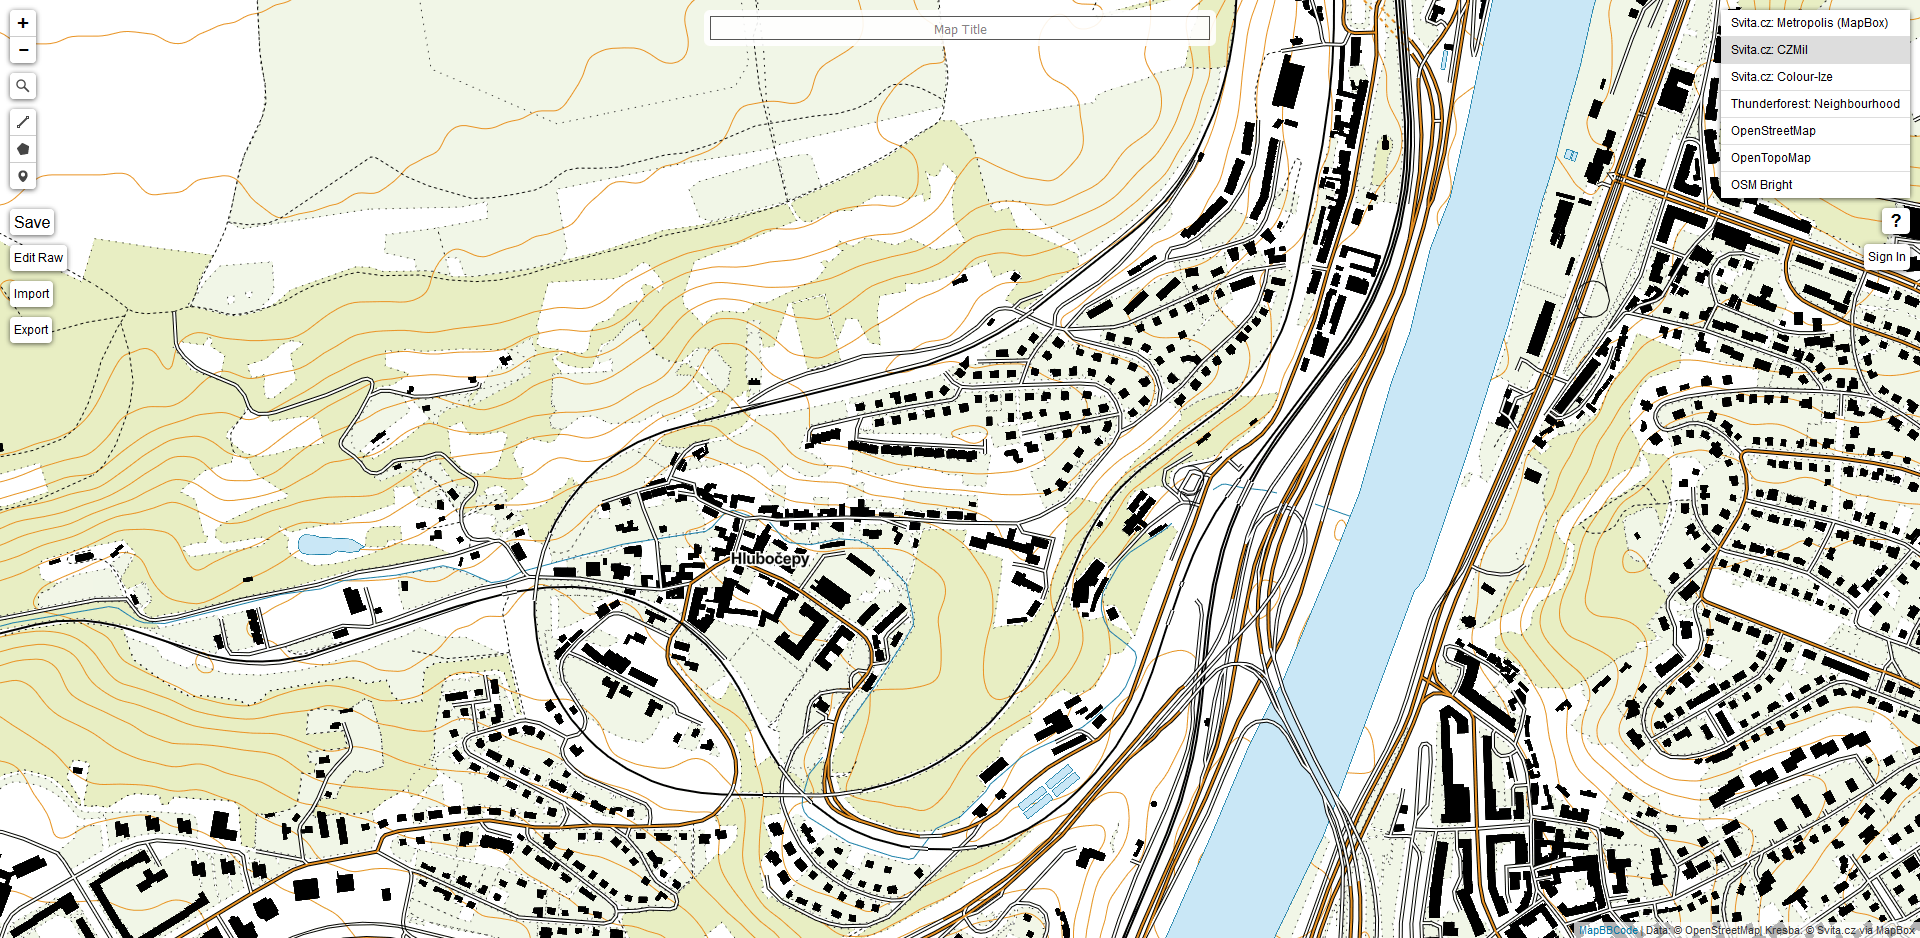 +
Map Title
Svita.cz: Metropolis (MapBox)
−
Svita.cz: CZMil
Svita.cz: Colour-Ize
Thunderforest: Neighbourhood
OpenStreetMap
OpenTopoMap
OSM Bright
Save
?
Edit Raw
Sign In
Import
Export
Hlubočepy
MapBBCode | Data: © OpenStreetMap| Kresba: © Svita.cz via MapBox